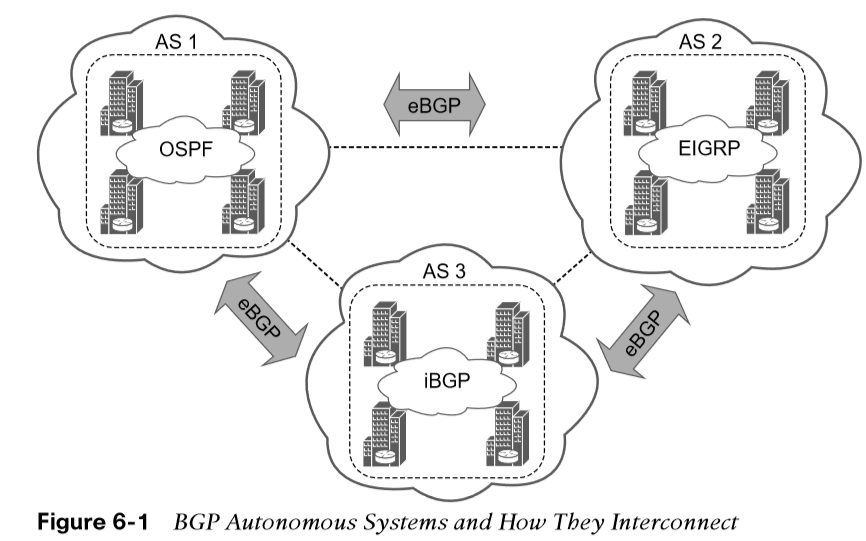 AS 1
AS 2
eBGP
OSPF
EIGRP
AS 3
eBGP
eBGP
iBGP
Figure 6-1 BGP Autonomous Systems and How They Interconnect